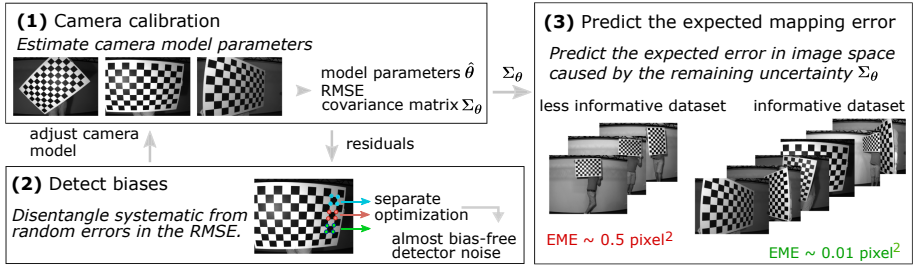 (1) Camera calibration
Estimate camera model parameters
model parameters θ̂
RMSE
covariance matrix Σθ
Σθ
adjust camera
model
residuals
(2) Detect biases
Disentangle systematic from
random errors in the RMSE.
separate
optimization
almost bias-free
detector noise
(3) Predict the expected mapping error
Predict the expected error in image space
caused by the remaining uncertainty Σθ
less informative dataset
informative dataset
EME ~ 0.5 pixel²
EME ~ 0.01 pixel²